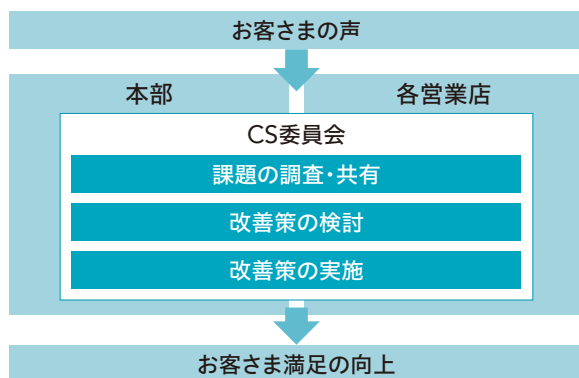 お客さまの声
本部
各営業店
CS委員会
課題の調査・共有
改善策の検討
改善策の実施
お客さま満足の向上